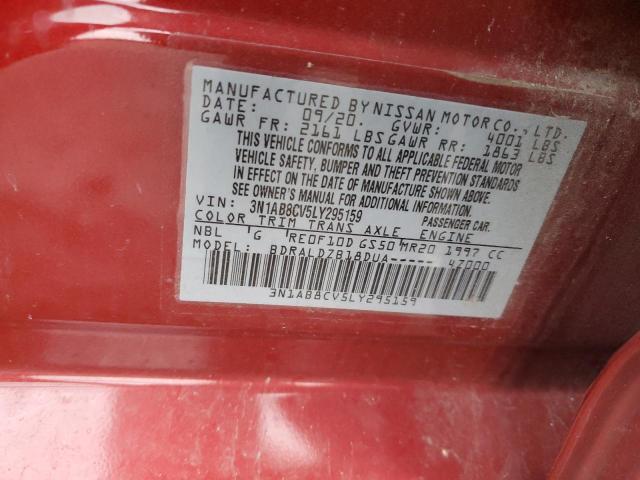 MANUFACTURED BY NISSAN MOTOR CO., LTD.
DATE: 09/20. GVWR: 4001 LBS
GAWR FR: 2161 LBS GAWR RR: 1863 LBS
THIS VEHICLE CONFORMS TO ALL APPLICABLE FEDERAL MOTOR
VEHICLE SAFETY, BUMPER AND THEFT PREVENTION STANDARDS
IN EFFECT ON THE DATE OF MANUFACTURE SHOWN ABOVE.
SEE OWNER'S MANUAL FOR ADDITIONAL INFORMATION.
VIN: 3N1AB8CV5LY295159 PASSENGER CAR.
COLOR TRIM TRANS AXLE ENGINE
NBL G RE0F10D GS50 MR20 1997 CC
MODEL: BDRALDZB18DUA 47000
3N1AB8CV5LY295159